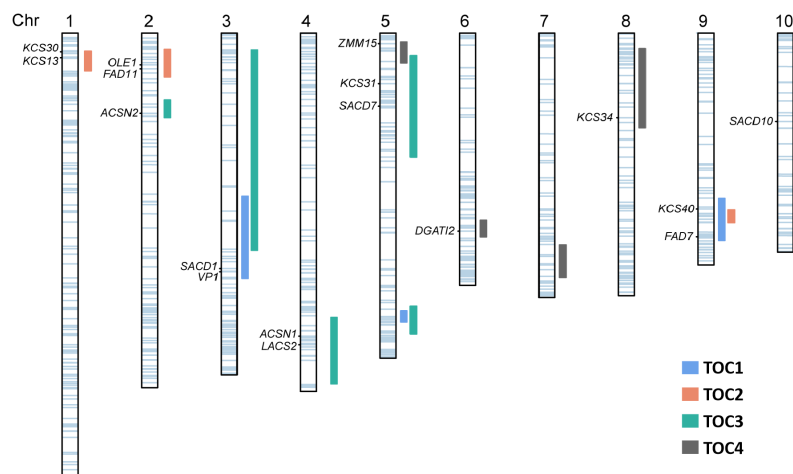 Chr 1 2 3 4 5 6 7 8 9 10
KCS30
KCS13
OLE1
FAD11
ACSN2
SACD1
VP1
ACSN1
LACS2
ZMM15
KCS31
SACD7
DGATI2
KCS34
KCS40
FAD7
SACD10
TOC1
TOC2
TOC3
TOC4